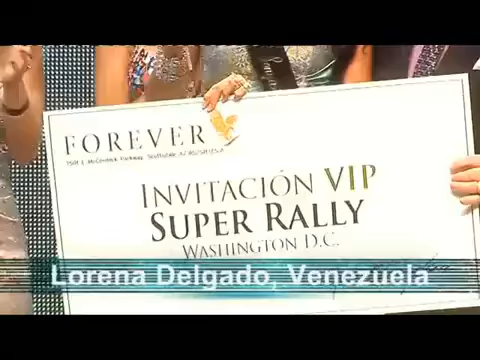 FOREVER
INVITACIÓN VIP
SUPER RALLY
WASHINGTON D.C.
Lorena Delgado, Venezuela